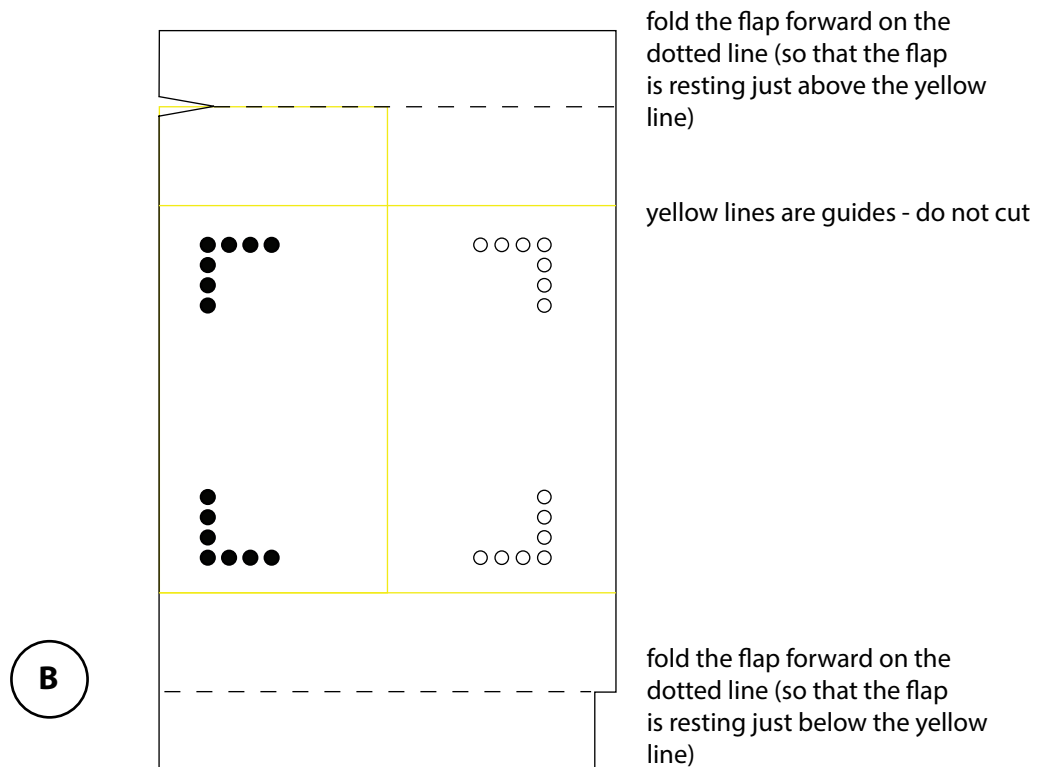 fold the flap forward on the
dotted line (so that the flap
is resting just above the yellow
line)
yellow lines are guides - do not cut
B
fold the flap forward on the
dotted line (so that the flap
is resting just below the yellow
line)